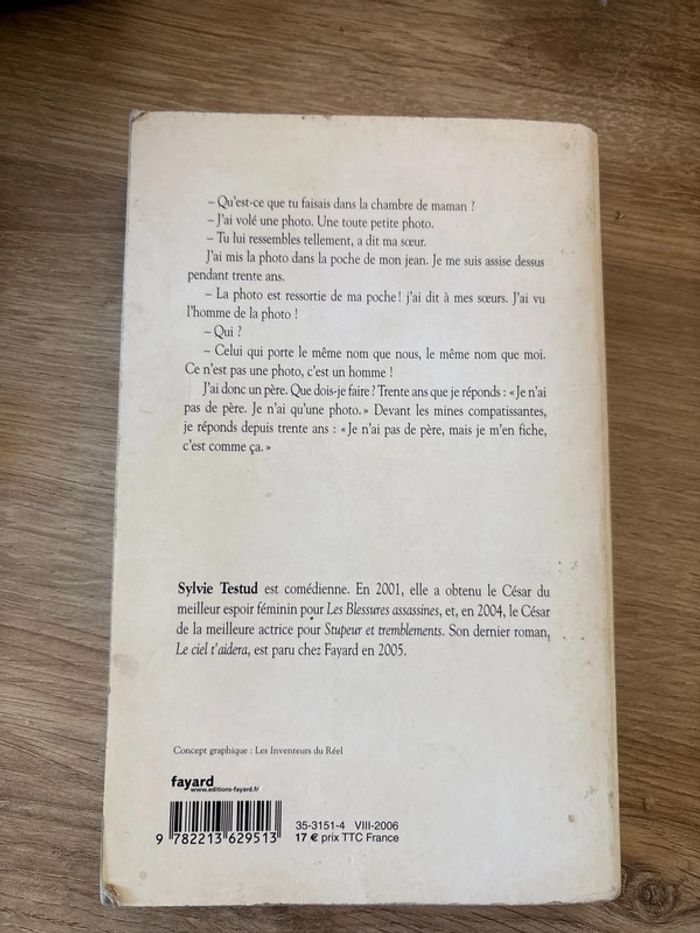 – Qu'est-ce que tu faisais dans la chambre de maman ?
– J'ai volé une photo. Une toute petite photo.
– Tu lui ressembles tellement, a dit ma sœur.
J'ai mis la photo dans la poche de mon jean. Je me suis assise dessus
pendant trente ans.
– La photo est ressortie de ma poche ! j'ai dit à mes sœurs. J'ai vu
l'homme de la photo !
– Qui ?
– Celui qui porte le même nom que nous, le même nom que moi.
Ce n'est pas une photo, c'est un homme !
J'ai donc un père. Que dois-je faire ? Trente ans que je réponds : « Je n'ai
pas de père. Je n'ai qu'une photo. » Devant les mines compatissantes,
je réponds depuis trente ans : « Je n'ai pas de père, mais je m'en fiche,
c'est comme ça. »
Sylvie Testud est comédienne. En 2001, elle a obtenu le César du
meilleur espoir féminin pour Les Blessures assassines, et, en 2004, le César
de la meilleure actrice pour Stupeur et tremblements. Son dernier roman,
Le ciel t'aidera, est paru chez Fayard en 2005.
Concept graphique : Les Inventeurs du Réel
fayard
www.editions-fayard.fr
35-3151-4 VIII-2006
17 € prix TTC France
9 782213 629513